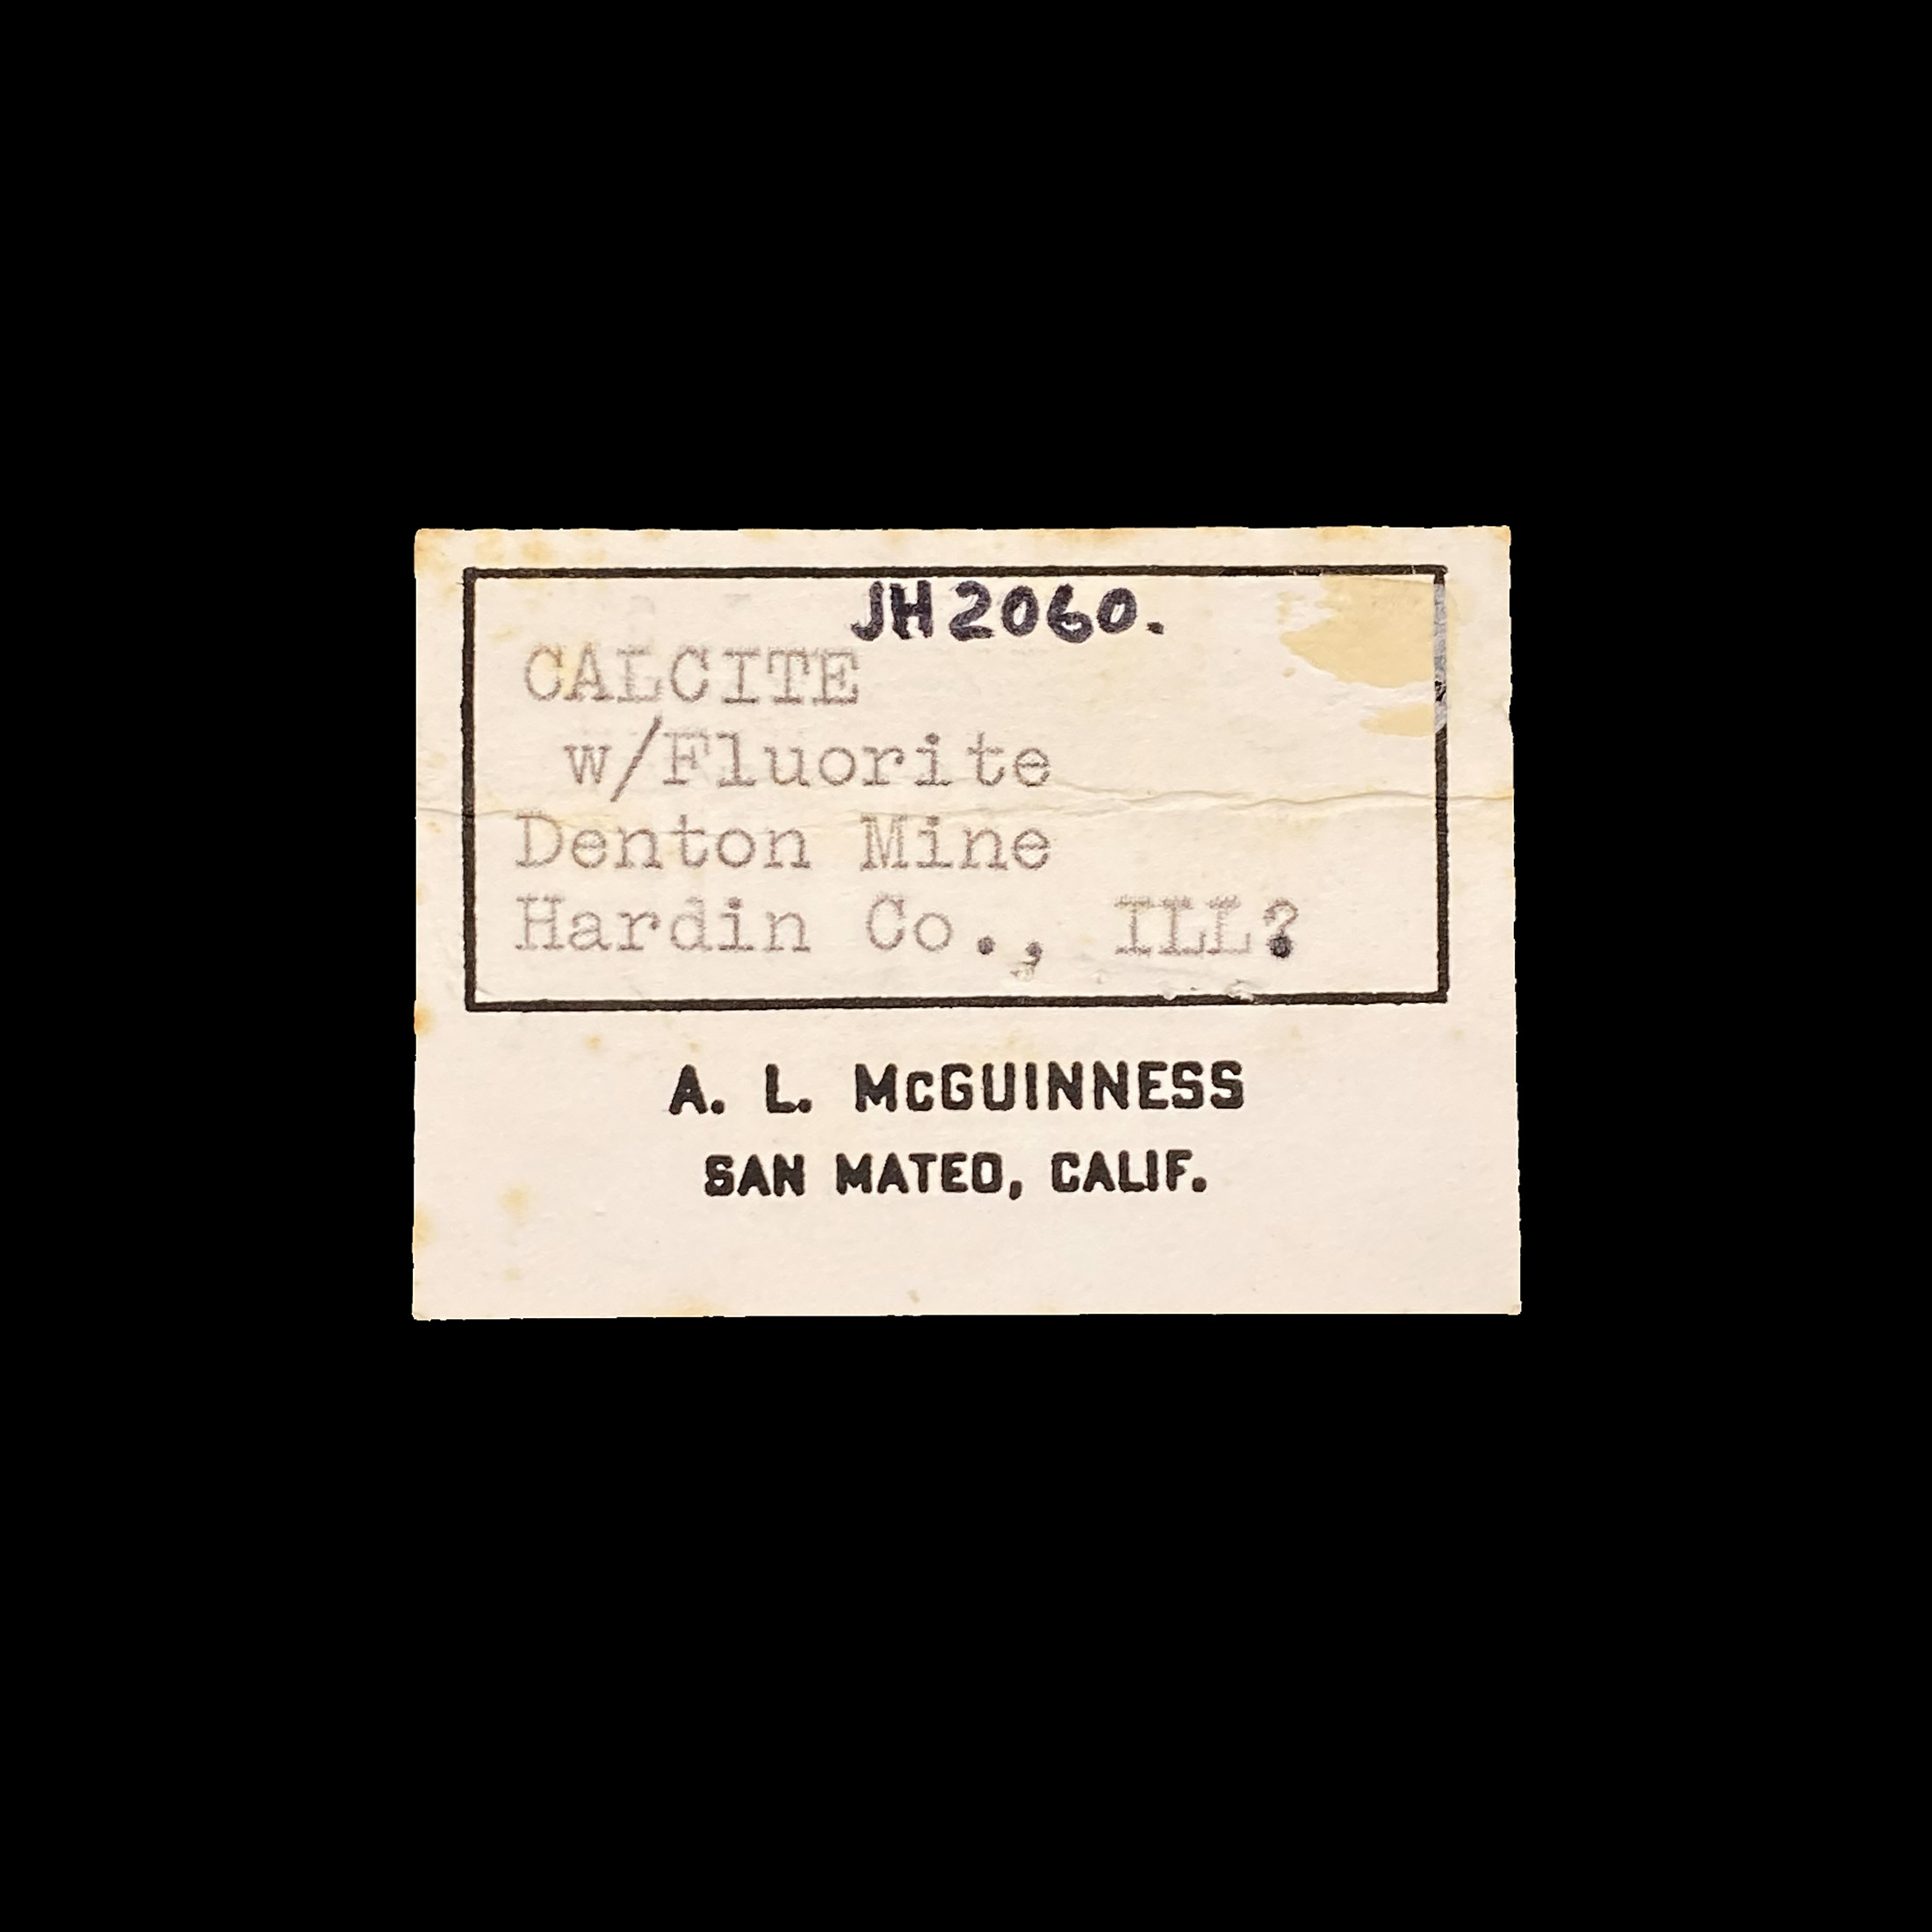 JH2060.
CALCITE
w/Fluorite
Denton Mine
Hardin Co., ILL?
A. L. McGUINNESS
SAN MATEO, CALIF.